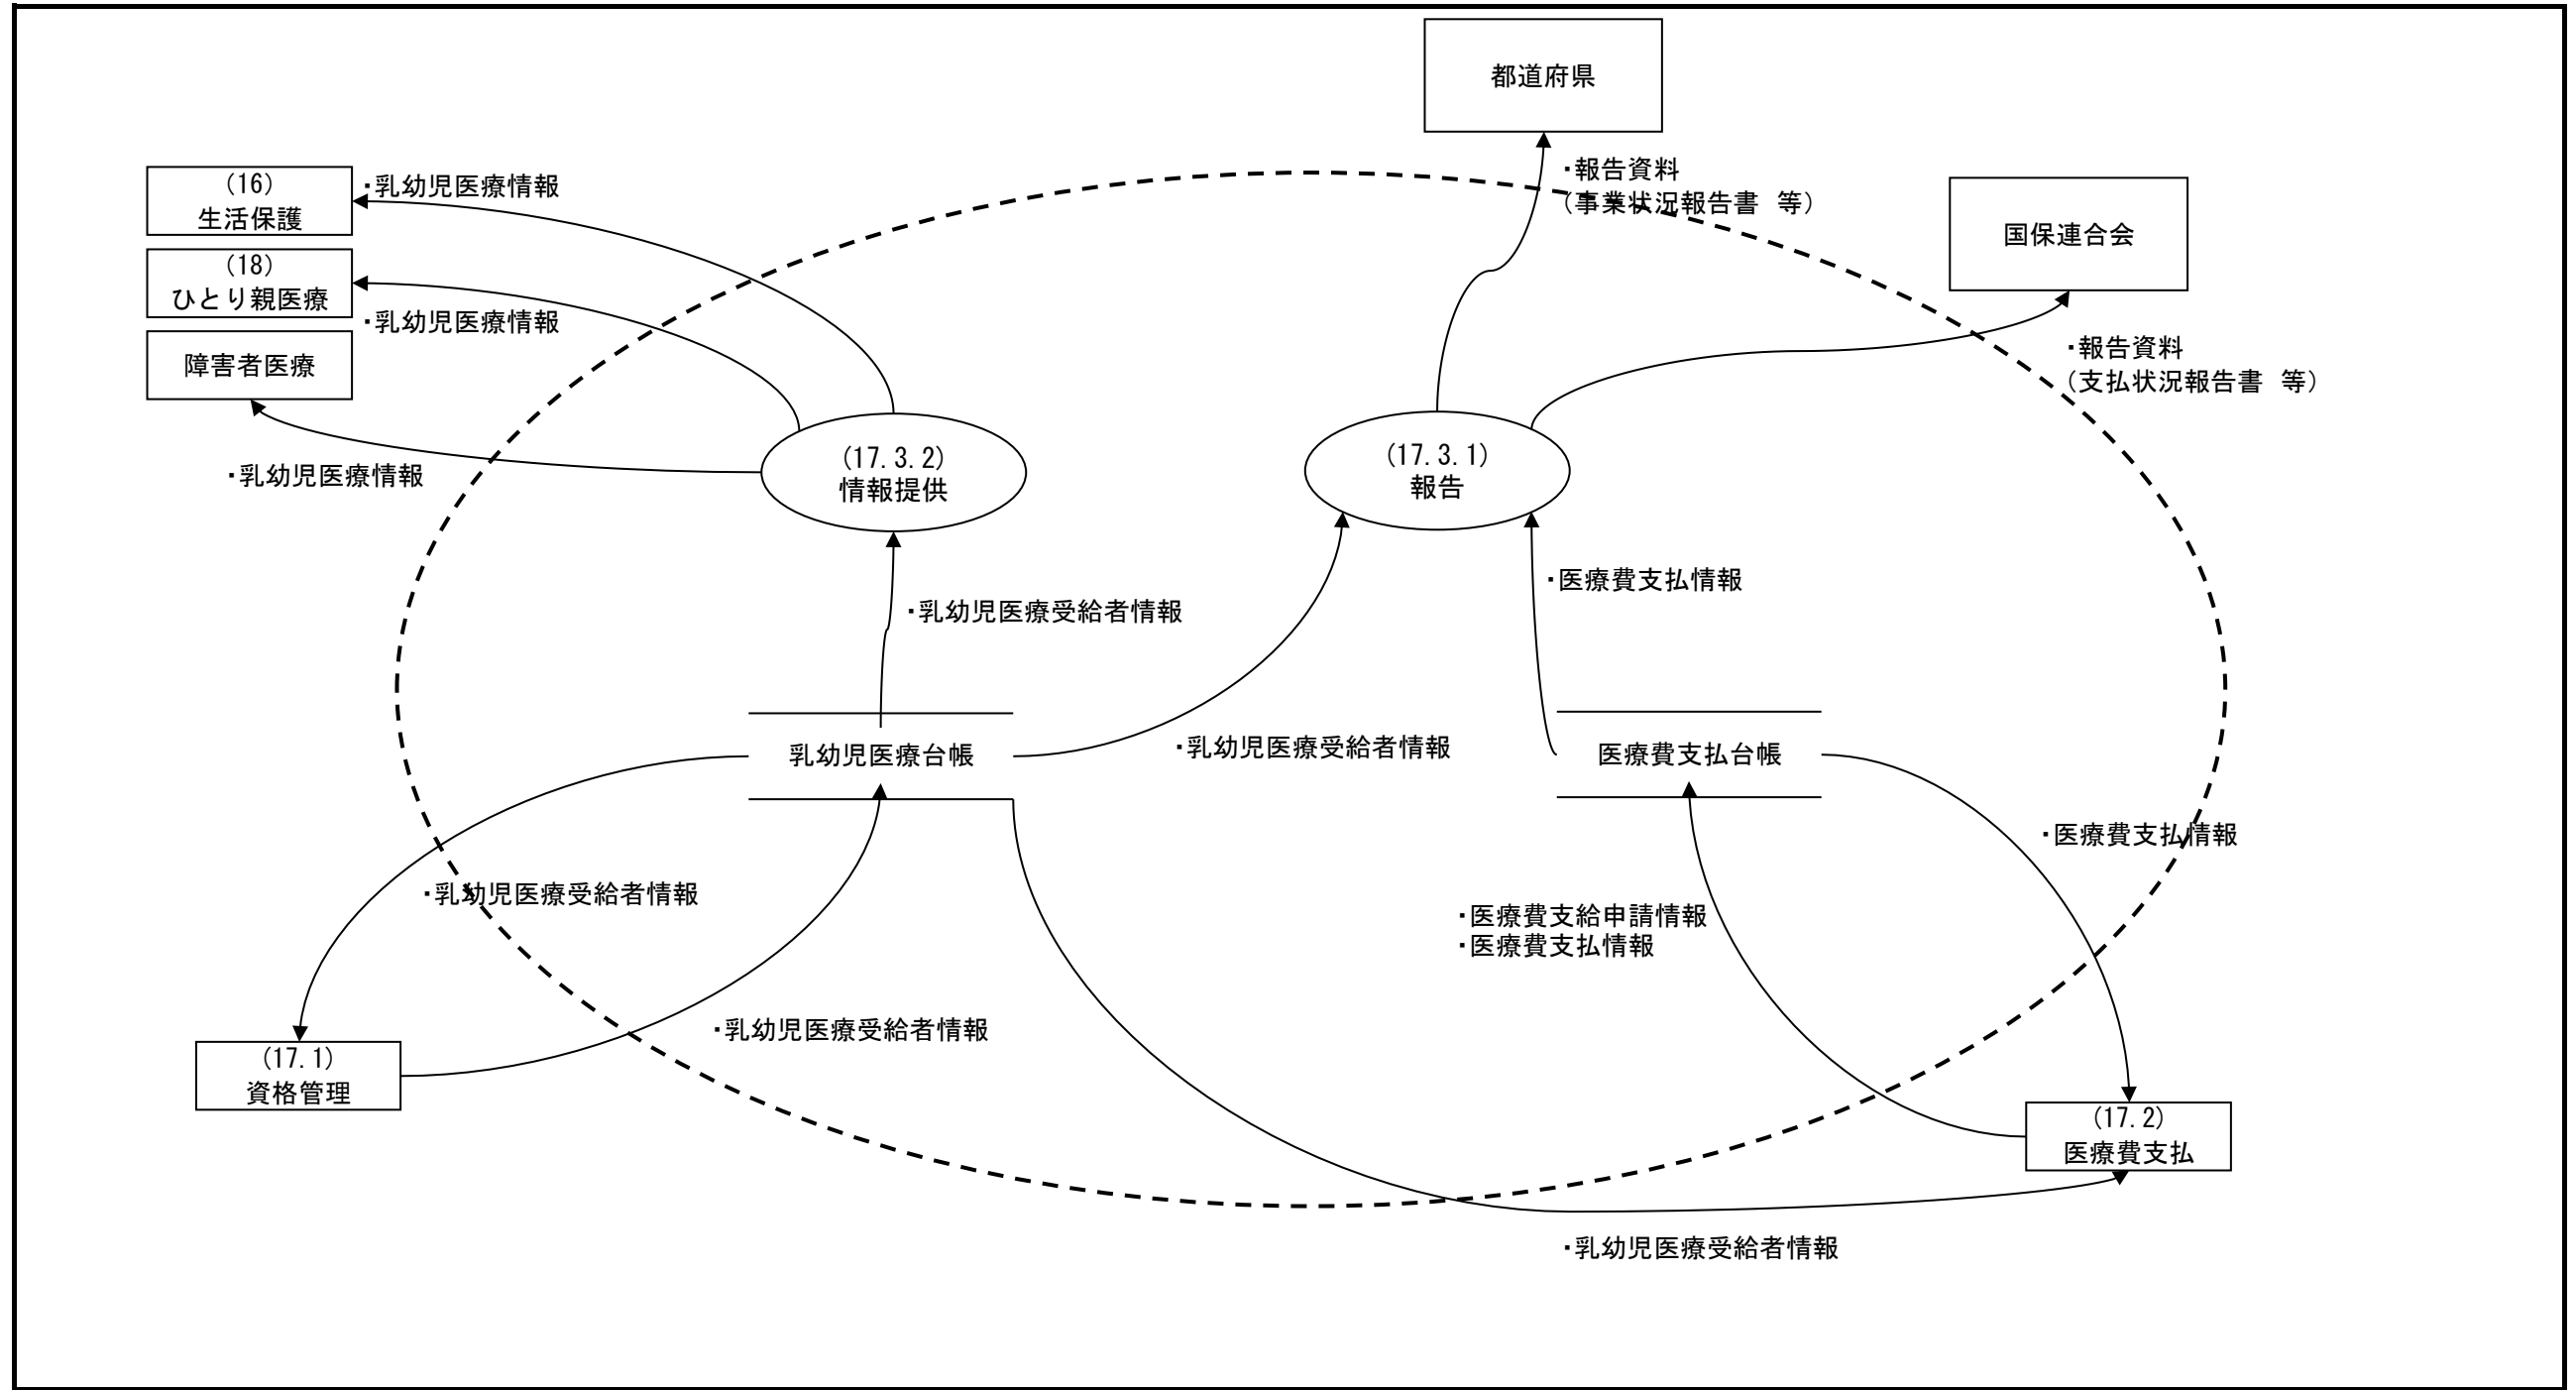 都道府県
・報告資料
（事業状況報告書　等）
(16)
生活保護
・乳幼児医療情報
国保連合会
(18)
ひとり親医療
・乳幼児医療情報
・報告資料
（支払状況報告書　等）
障害者医療
・乳幼児医療情報
(17.3.2)
情報提供
(17.3.1)
報告
・医療費支払情報
・乳幼児医療受給者情報
乳幼児医療台帳
・乳幼児医療受給者情報
医療費支払台帳
・医療費支払情報
・乳幼児医療受給者情報
・医療費支給申請情報
・医療費支払情報
・乳幼児医療受給者情報
(17.1)
資格管理
(17.2)
医療費支払
・乳幼児医療受給者情報